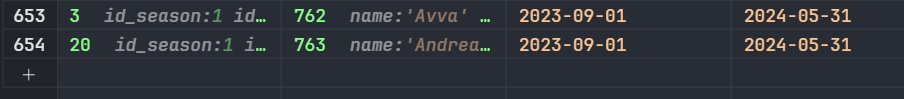 653 3 id_season:1 id… 762 name:'Avva' … 2023-09-01 2024-05-31
654 20 id_season:1 i… 763 name:'Andrea… 2023-09-01 2024-05-31
+